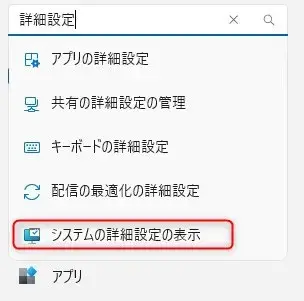 詳細設定
アプリの詳細設定
共有の詳細設定の管理
キーボードの詳細設定
配信の最適化の詳細設定
システムの詳細設定の表示
アプリ